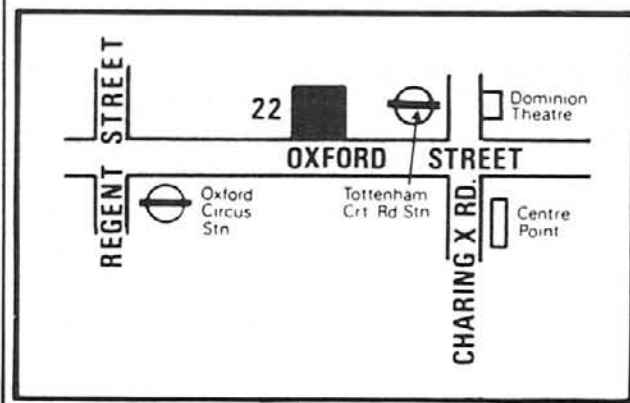 REGENT STREET
22
OXFORD STREET
Dominion
Theatre
Oxford
Circus
Stn
Tottenham
Crt Rd Stn
CHARING X RD.
Centre
Point